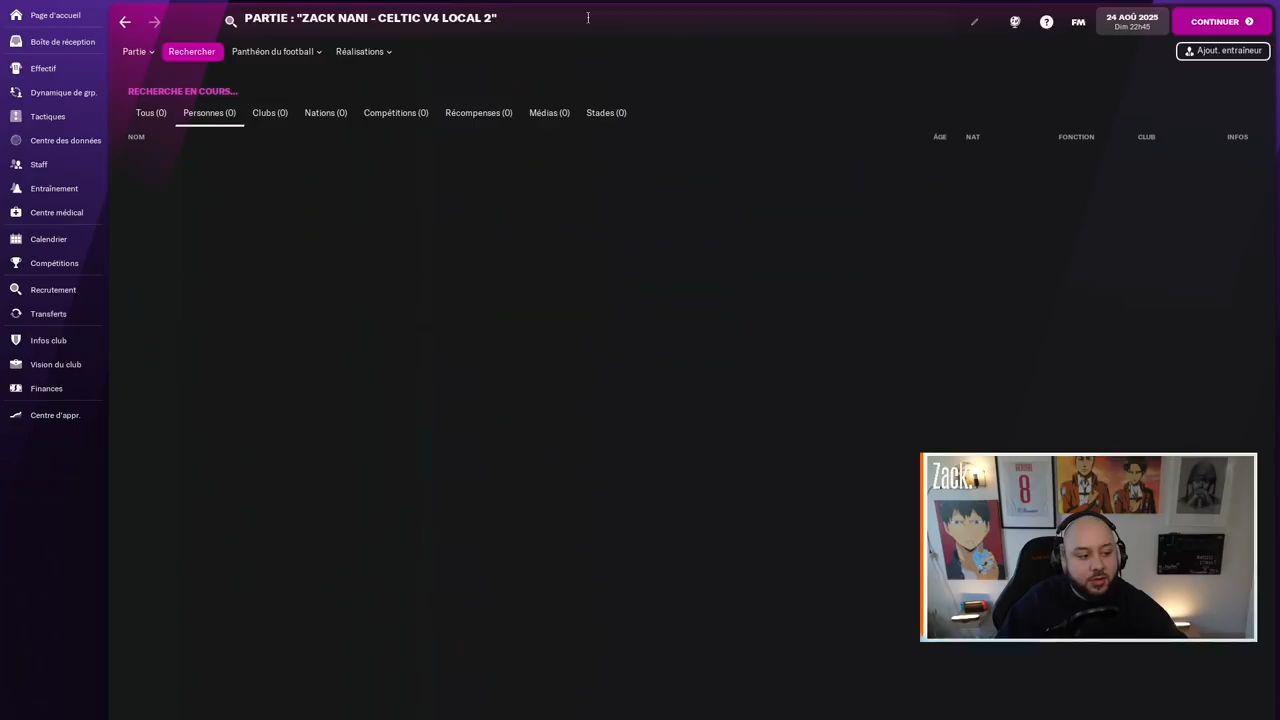 PARTIE : "ZACK NANI - CELTIC V4 LOCAL 2"
FM
24 AOÛ 2025
Dim 22h45
CONTINUER
Partie
Rechercher
Panthéon du football
Réalisations
Ajout. entraîneur
Page d'accueil
Boîte de réception
Effectif
Dynamique de grp.
Tactiques
Centre des données
Staff
Entraînement
Centre médical
Calendrier
Compétitions
Recrutement
Transferts
Infos club
Vision du club
Finances
Centre d'appr.
RECHERCHE EN COURS...
Tous (0)
Personnes (0)
Clubs (0)
Nations (0)
Compétitions (0)
Récompenses (0)
Médias (0)
Stades (0)
NOM
ÂGE
NAT
FONCTION
CLUB
INFOS
Zack.
8